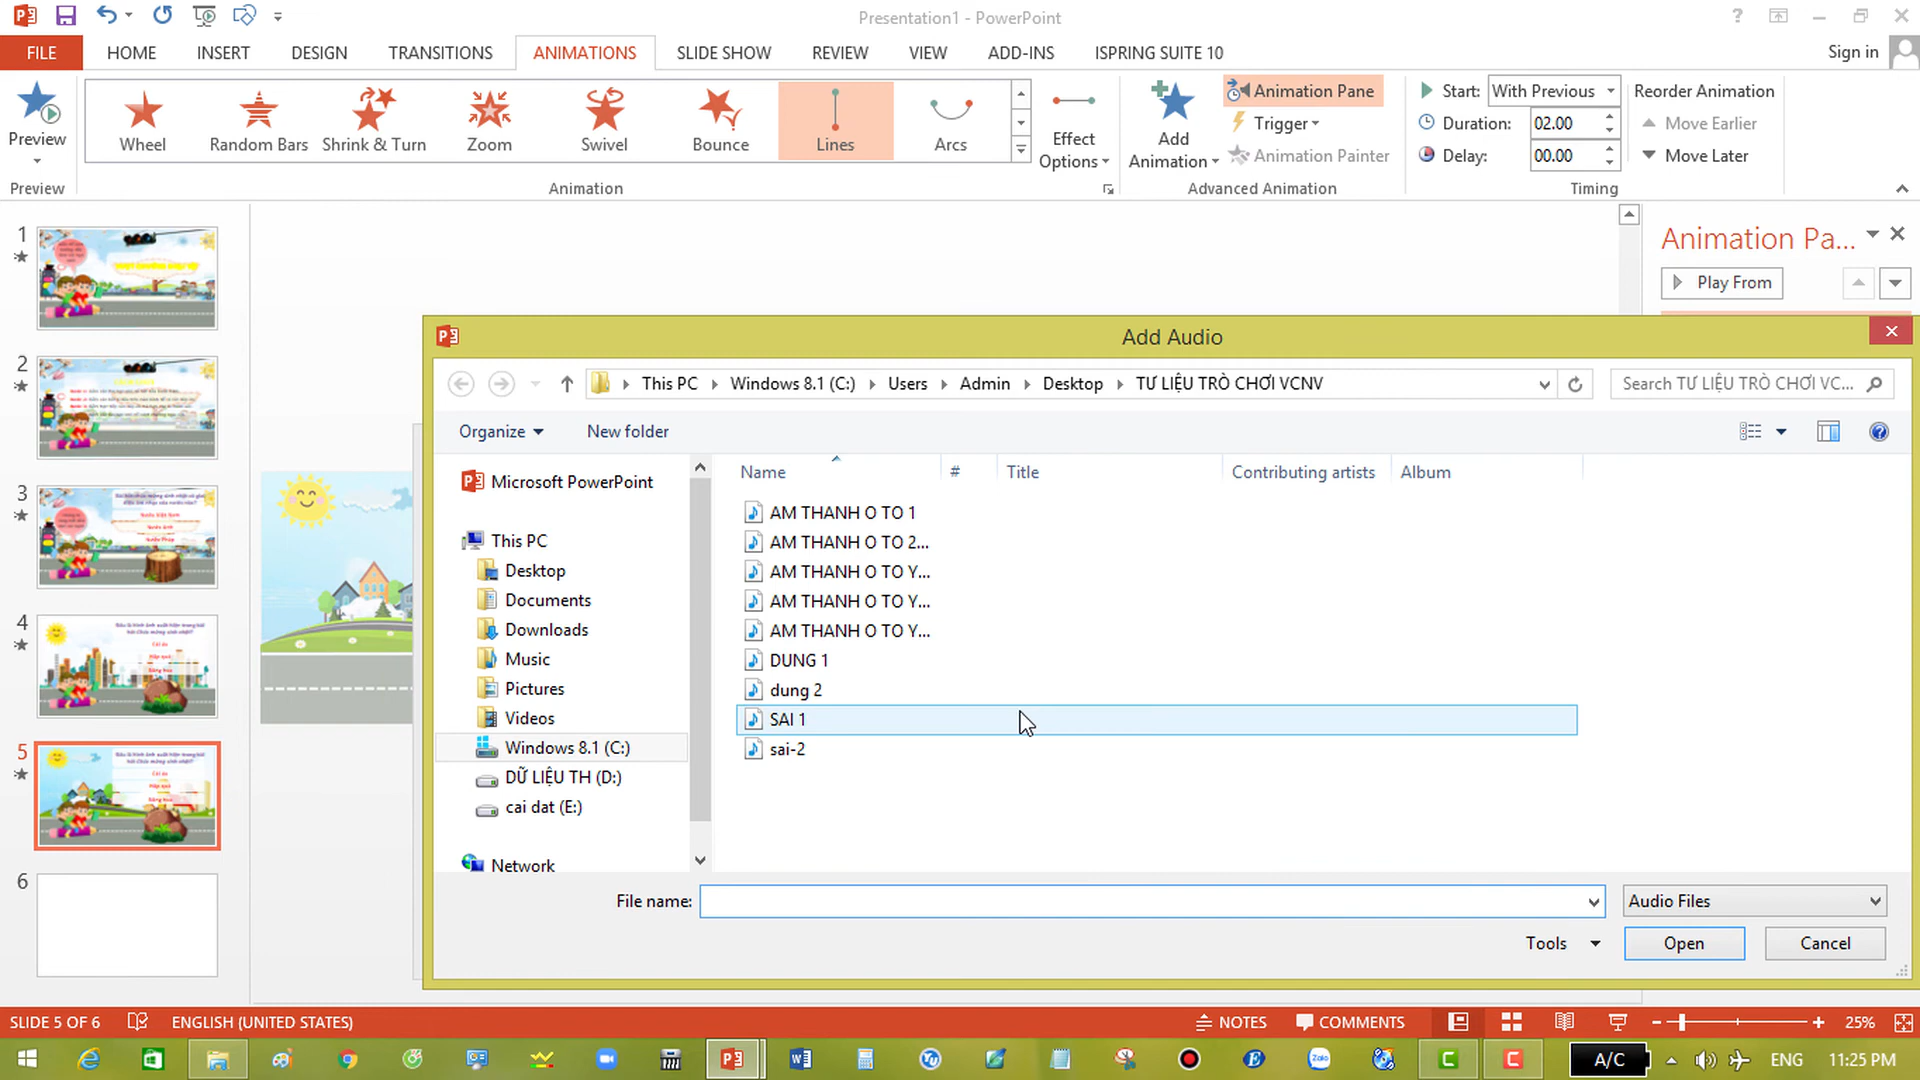 Presentation1 - PowerPoint
FILE HOME INSERT DESIGN TRANSITIONS ANIMATIONS SLIDE SHOW REVIEW VIEW ADD-INS ISPRING SUITE 10 Sign in
Preview
Wheel Random Bars Shrink & Turn Zoom Swivel Bounce Lines Arcs
Effect Options
Add Animation
Animation Pane
Trigger
Animation Painter
Start: With Previous
Duration: 02.00
Delay: 00.00
Reorder Animation
Move Earlier
Move Later
Preview Animation Advanced Animation Timing
1
2
3
4
5
6
Animation Pa...
Play From
Add Audio
This PC Windows 8.1 (C:) Users Admin Desktop TƯ LIỆU TRÒ CHƠI VCNV
Search TƯ LIỆU TRÒ CHƠI VC...
Organize New folder
Microsoft PowerPoint
This PC
Desktop
Documents
Downloads
Music
Pictures
Videos
Windows 8.1 (C:)
DỮ LIỆU TH (D:)
cai dat (E:)
Network
Name # Title Contributing artists Album
AM THANH O TO 1
AM THANH O TO 2...
AM THANH O TO Y...
AM THANH O TO Y...
AM THANH O TO Y...
DUNG 1
dung 2
SAI 1
sai-2
File name:
Audio Files
Tools Open Cancel
SLIDE 5 OF 6 ENGLISH (UNITED STATES) NOTES COMMENTS 25%
Zalo A/C ENG 11:25 PM